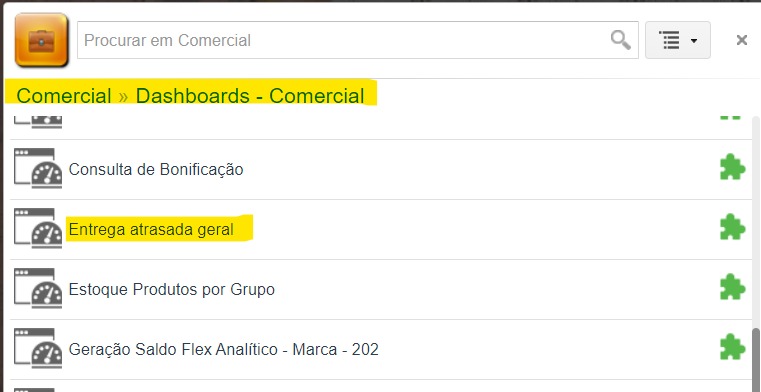 Procurar em Comercial
Comercial » Dashboards - Comercial
Consulta de Bonificação
Entrega atrasada geral
Estoque Produtos por Grupo
Geração Saldo Flex Analítico - Marca - 202